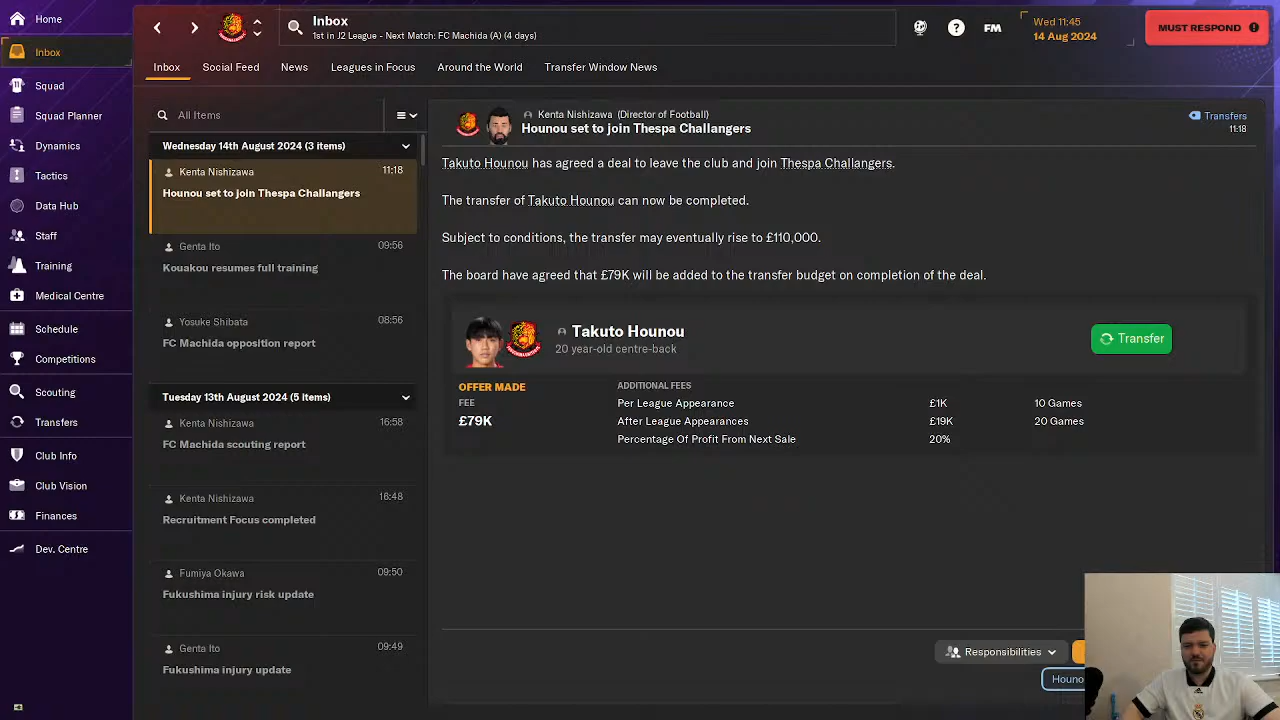 Home
Inbox
Squad
Squad Planner
Dynamics
Tactics
Data Hub
Staff
Training
Medical Centre
Schedule
Competitions
Scouting
Transfers
Club Info
Club Vision
Finances
Dev. Centre
Inbox
1st in J2 League - Next Match: FC Machida (A) (4 days)
FM
Wed 11:45
14 Aug 2024
MUST RESPOND
Inbox Social Feed News Leagues in Focus Around the World Transfer Window News
All Items
Wednesday 14th August 2024 (3 items)
Kenta Nishizawa 11:18
Hounou set to join Thespa Challangers
Genta Ito 09:56
Kouakou resumes full training
Yosuke Shibata 08:56
FC Machida opposition report
Tuesday 13th August 2024 (5 items)
Kenta Nishizawa 16:58
FC Machida scouting report
Kenta Nishizawa 16:48
Recruitment Focus completed
Fumiya Okawa 09:50
Fukushima injury risk update
Genta Ito 09:49
Fukushima injury update
Kenta Nishizawa (Director of Football)
Hounou set to join Thespa Challangers
Transfers
11:18
Takuto Hounou has agreed a deal to leave the club and join Thespa Challangers.
The transfer of Takuto Hounou can now be completed.
Subject to conditions, the transfer may eventually rise to £110,000.
The board have agreed that £79K will be added to the transfer budget on completion of the deal.
Takuto Hounou
20 year-old centre-back
Transfer
OFFER MADE
FEE
£79K
ADDITIONAL FEES
Per League Appearance £1K 10 Games
After League Appearances £19K 20 Games
Percentage Of Profit From Next Sale 20%
Responsibilities
Houno